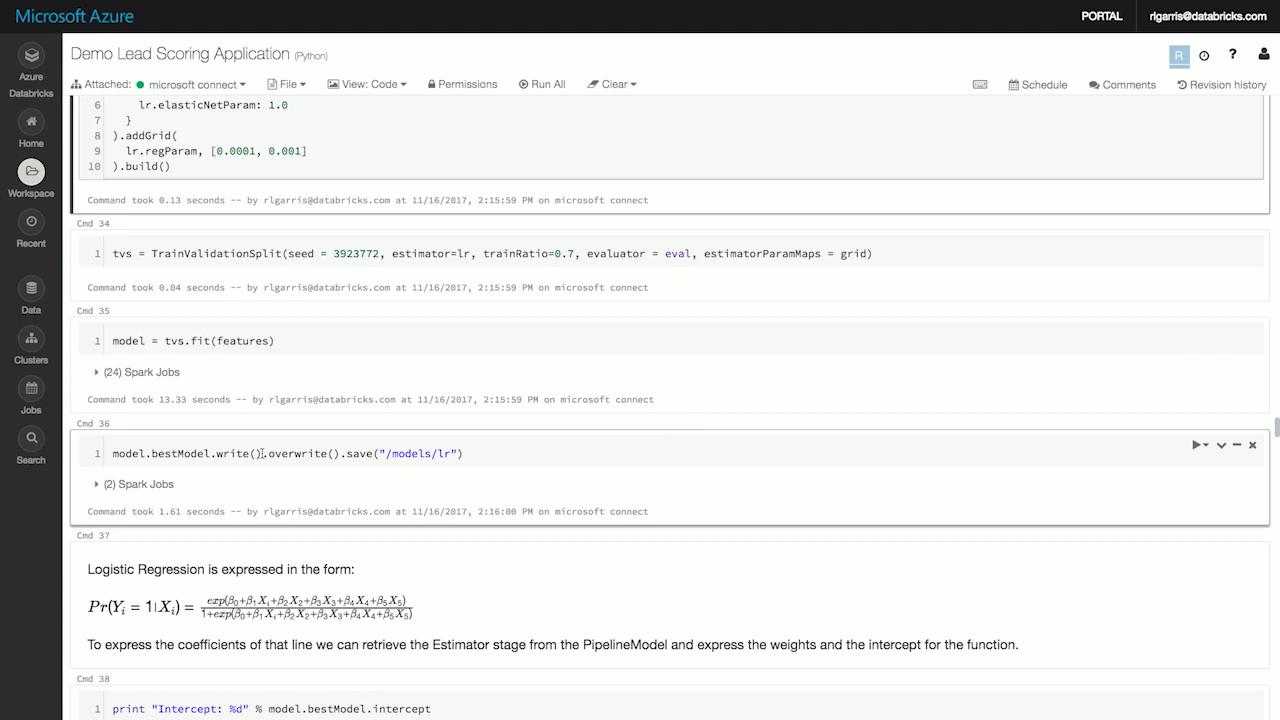 Microsoft Azure
PORTAL
rlgarris@databricks.com
Azure
Databricks
Home
Workspace
Recent
Data
Clusters
Jobs
Search
Demo Lead Scoring Application (Python)
R
?
Attached: microsoft connect
File
View: Code
Permissions
Run All
Clear
Schedule
Comments
Revision history
6 lr.elasticNetParam: 1.0
7 }
8 ).addGrid(
9 lr.regParam, [0.0001, 0.001]
10 ).build()
Command took 0.13 seconds -- by rlgarris@databricks.com at 11/16/2017, 2:15:59 PM on microsoft connect
Cmd 34
1 tvs = TrainValidationSplit(seed = 3923772, estimator=lr, trainRatio=0.7, evaluator = eval, estimatorParamMaps = grid)
Command took 0.04 seconds -- by rlgarris@databricks.com at 11/16/2017, 2:15:59 PM on microsoft connect
Cmd 35
1 model = tvs.fit(features)
(24) Spark Jobs
Command took 13.33 seconds -- by rlgarris@databricks.com at 11/16/2017, 2:15:59 PM on microsoft connect
Cmd 36
1 model.bestModel.write().overwrite().save("/models/lr")
(2) Spark Jobs
Command took 1.61 seconds -- by rlgarris@databricks.com at 11/16/2017, 2:16:00 PM on microsoft connect
Cmd 37
Logistic Regression is expressed in the form:
Pr(Yᵢ = 1|Xᵢ) = exp(β₀+β₁Xᵢ+β₂X₂+β₃X₃+β₄X₄+β₅X₅)
1+exp(β₀+β₁Xᵢ+β₂X₂+β₃X₃+β₄X₄+β₅X₅)
To express the coefficients of that line we can retrieve the Estimator stage from the PipelineModel and express the weights and the intercept for the function.
Cmd 38
1 print "Intercept: %d" % model.bestModel.intercept